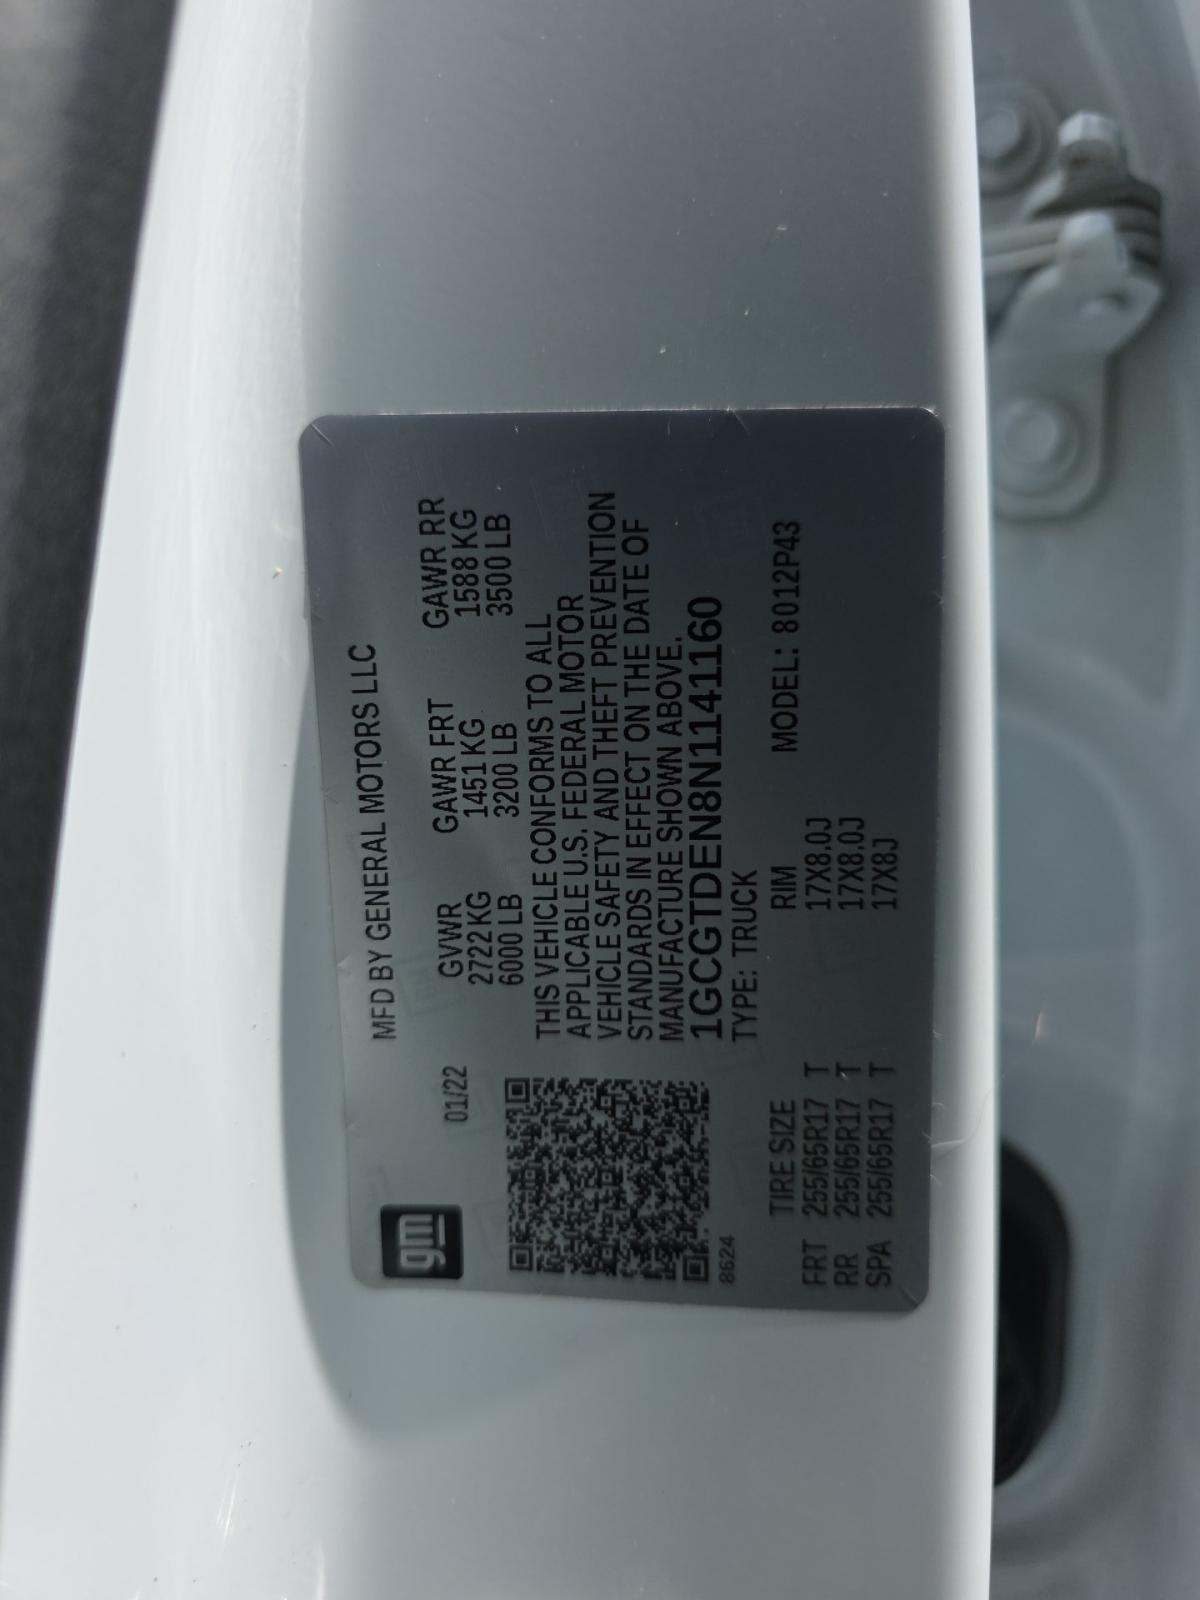 gm
MFD BY GENERAL MOTORS LLC
01/22
GVWR GAWR FRT GAWR RR
2722 KG 1451 KG 1588 KG
6000 LB 3200 LB 3500 LB
THIS VEHICLE CONFORMS TO ALL
APPLICABLE U.S. FEDERAL MOTOR
VEHICLE SAFETY AND THEFT PREVENTION
STANDARDS IN EFFECT ON THE DATE OF
MANUFACTURE SHOWN ABOVE.
1GCGTDEN8N1141160
8624
TYPE: TRUCK
TIRE SIZE RIM MODEL: 8012P43
FRT 255/65R17 T 17X8.0J
RR 255/65R17 T 17X8.0J
SPA 255/65R17 T 17X8J